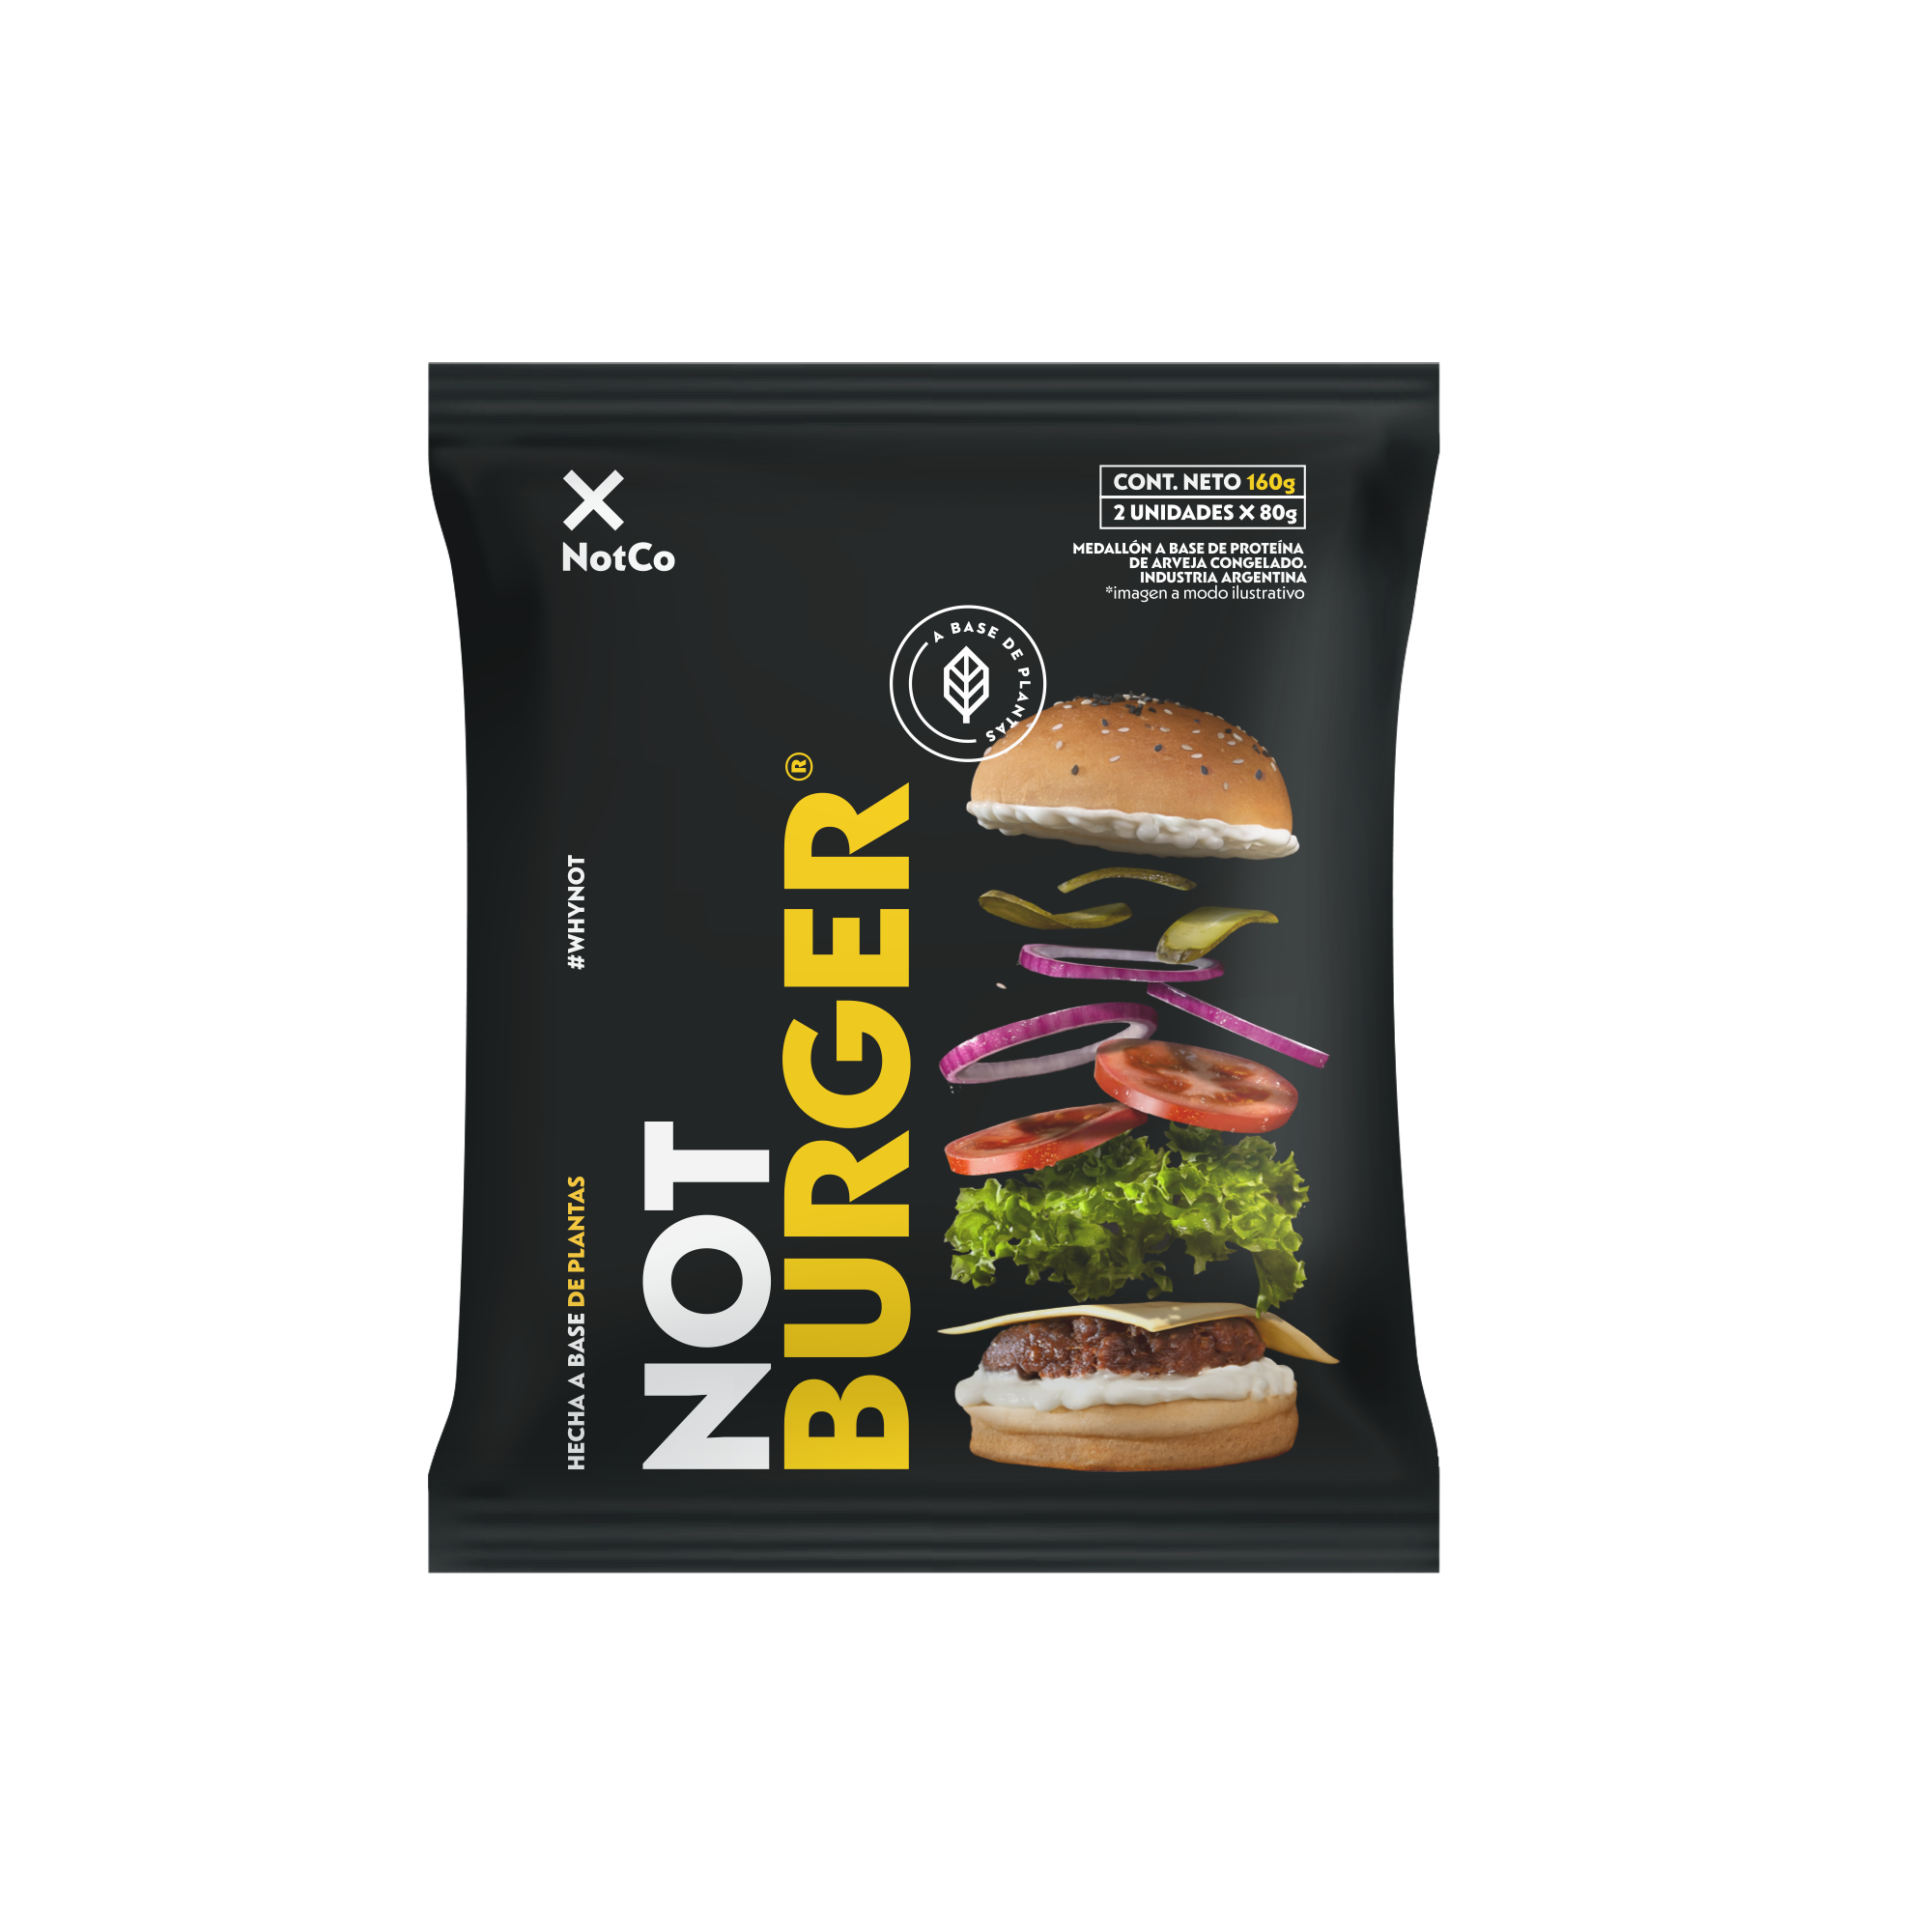 NotCo
CONT. NETO 160g
2 UNIDADES X 80g
MEDALLÓN A BASE DE PROTEÍNA
DE ARVEJA CONGELADO.
INDUSTRIA ARGENTINA
*imagen a modo ilustrativo
A BASE DE PLANTAS
#WHYNOT
HECHA A BASE DE PLANTAS
NOT
BURGER®